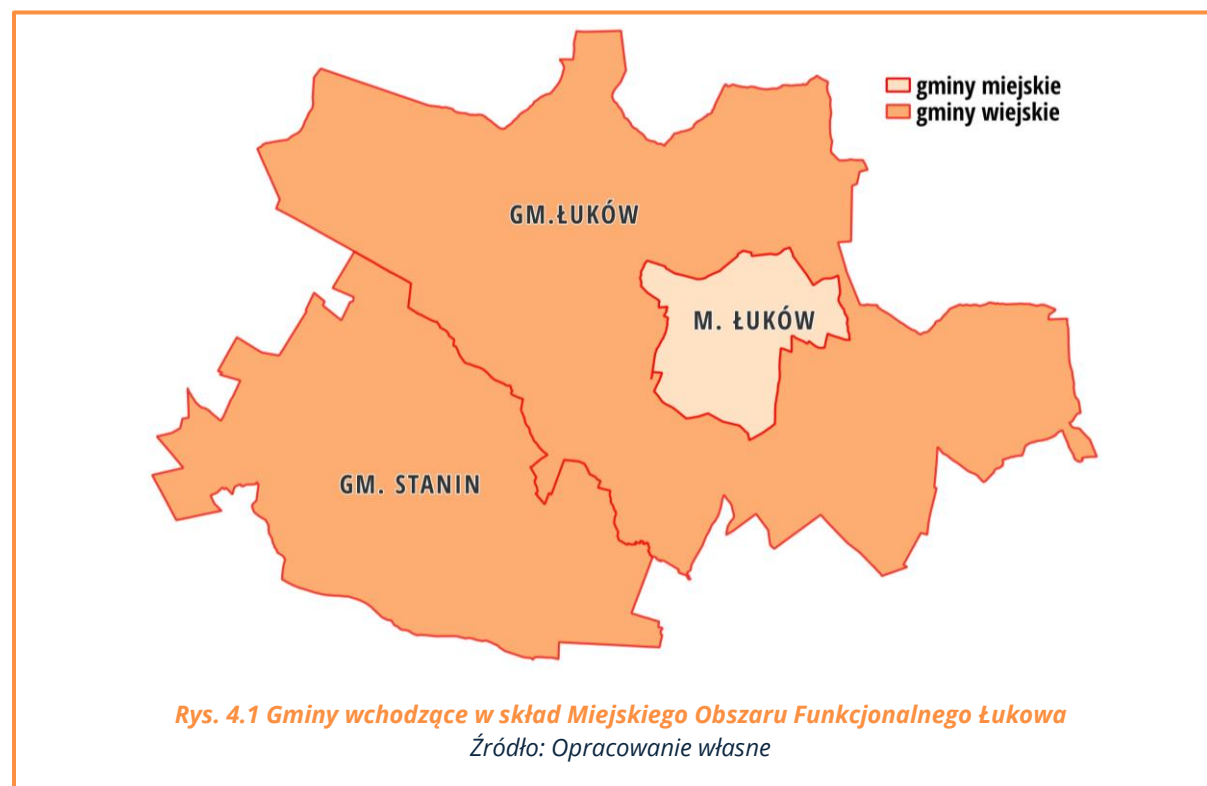 gminy miejskie
gminy wiejskie
GM.ŁUKÓW
M. ŁUKÓW
GM. STANIN
Rys. 4.1 Gminy wchodzące w skład Miejskiego Obszaru Funkcjonalnego Łukowa
Źródło: Opracowanie własne